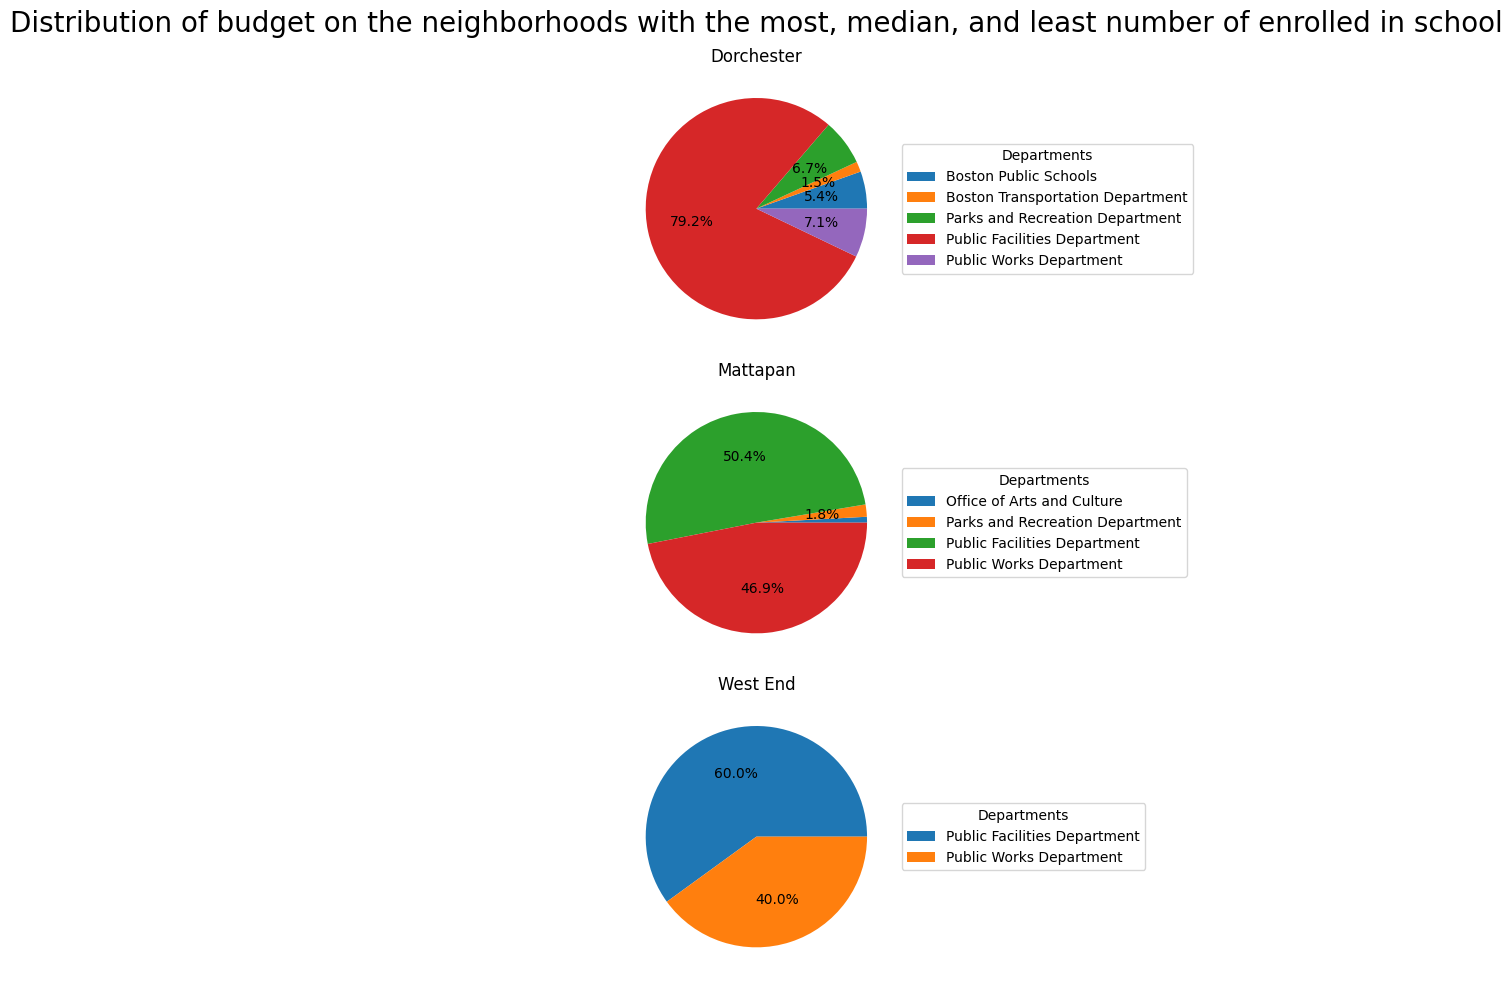 Distribution of budget on the neighborhoods with the most, median, and least number of enrolled in school
Dorchester
6.7%
1.5%
5.4%
79.2%
7.1%
Departments
Boston Public Schools
Boston Transportation Department
Parks and Recreation Department
Public Facilities Department
Public Works Department
Mattapan
50.4%
1.8%
46.9%
Departments
Office of Arts and Culture
Parks and Recreation Department
Public Facilities Department
Public Works Department
West End
60.0%
40.0%
Departments
Public Facilities Department
Public Works Department